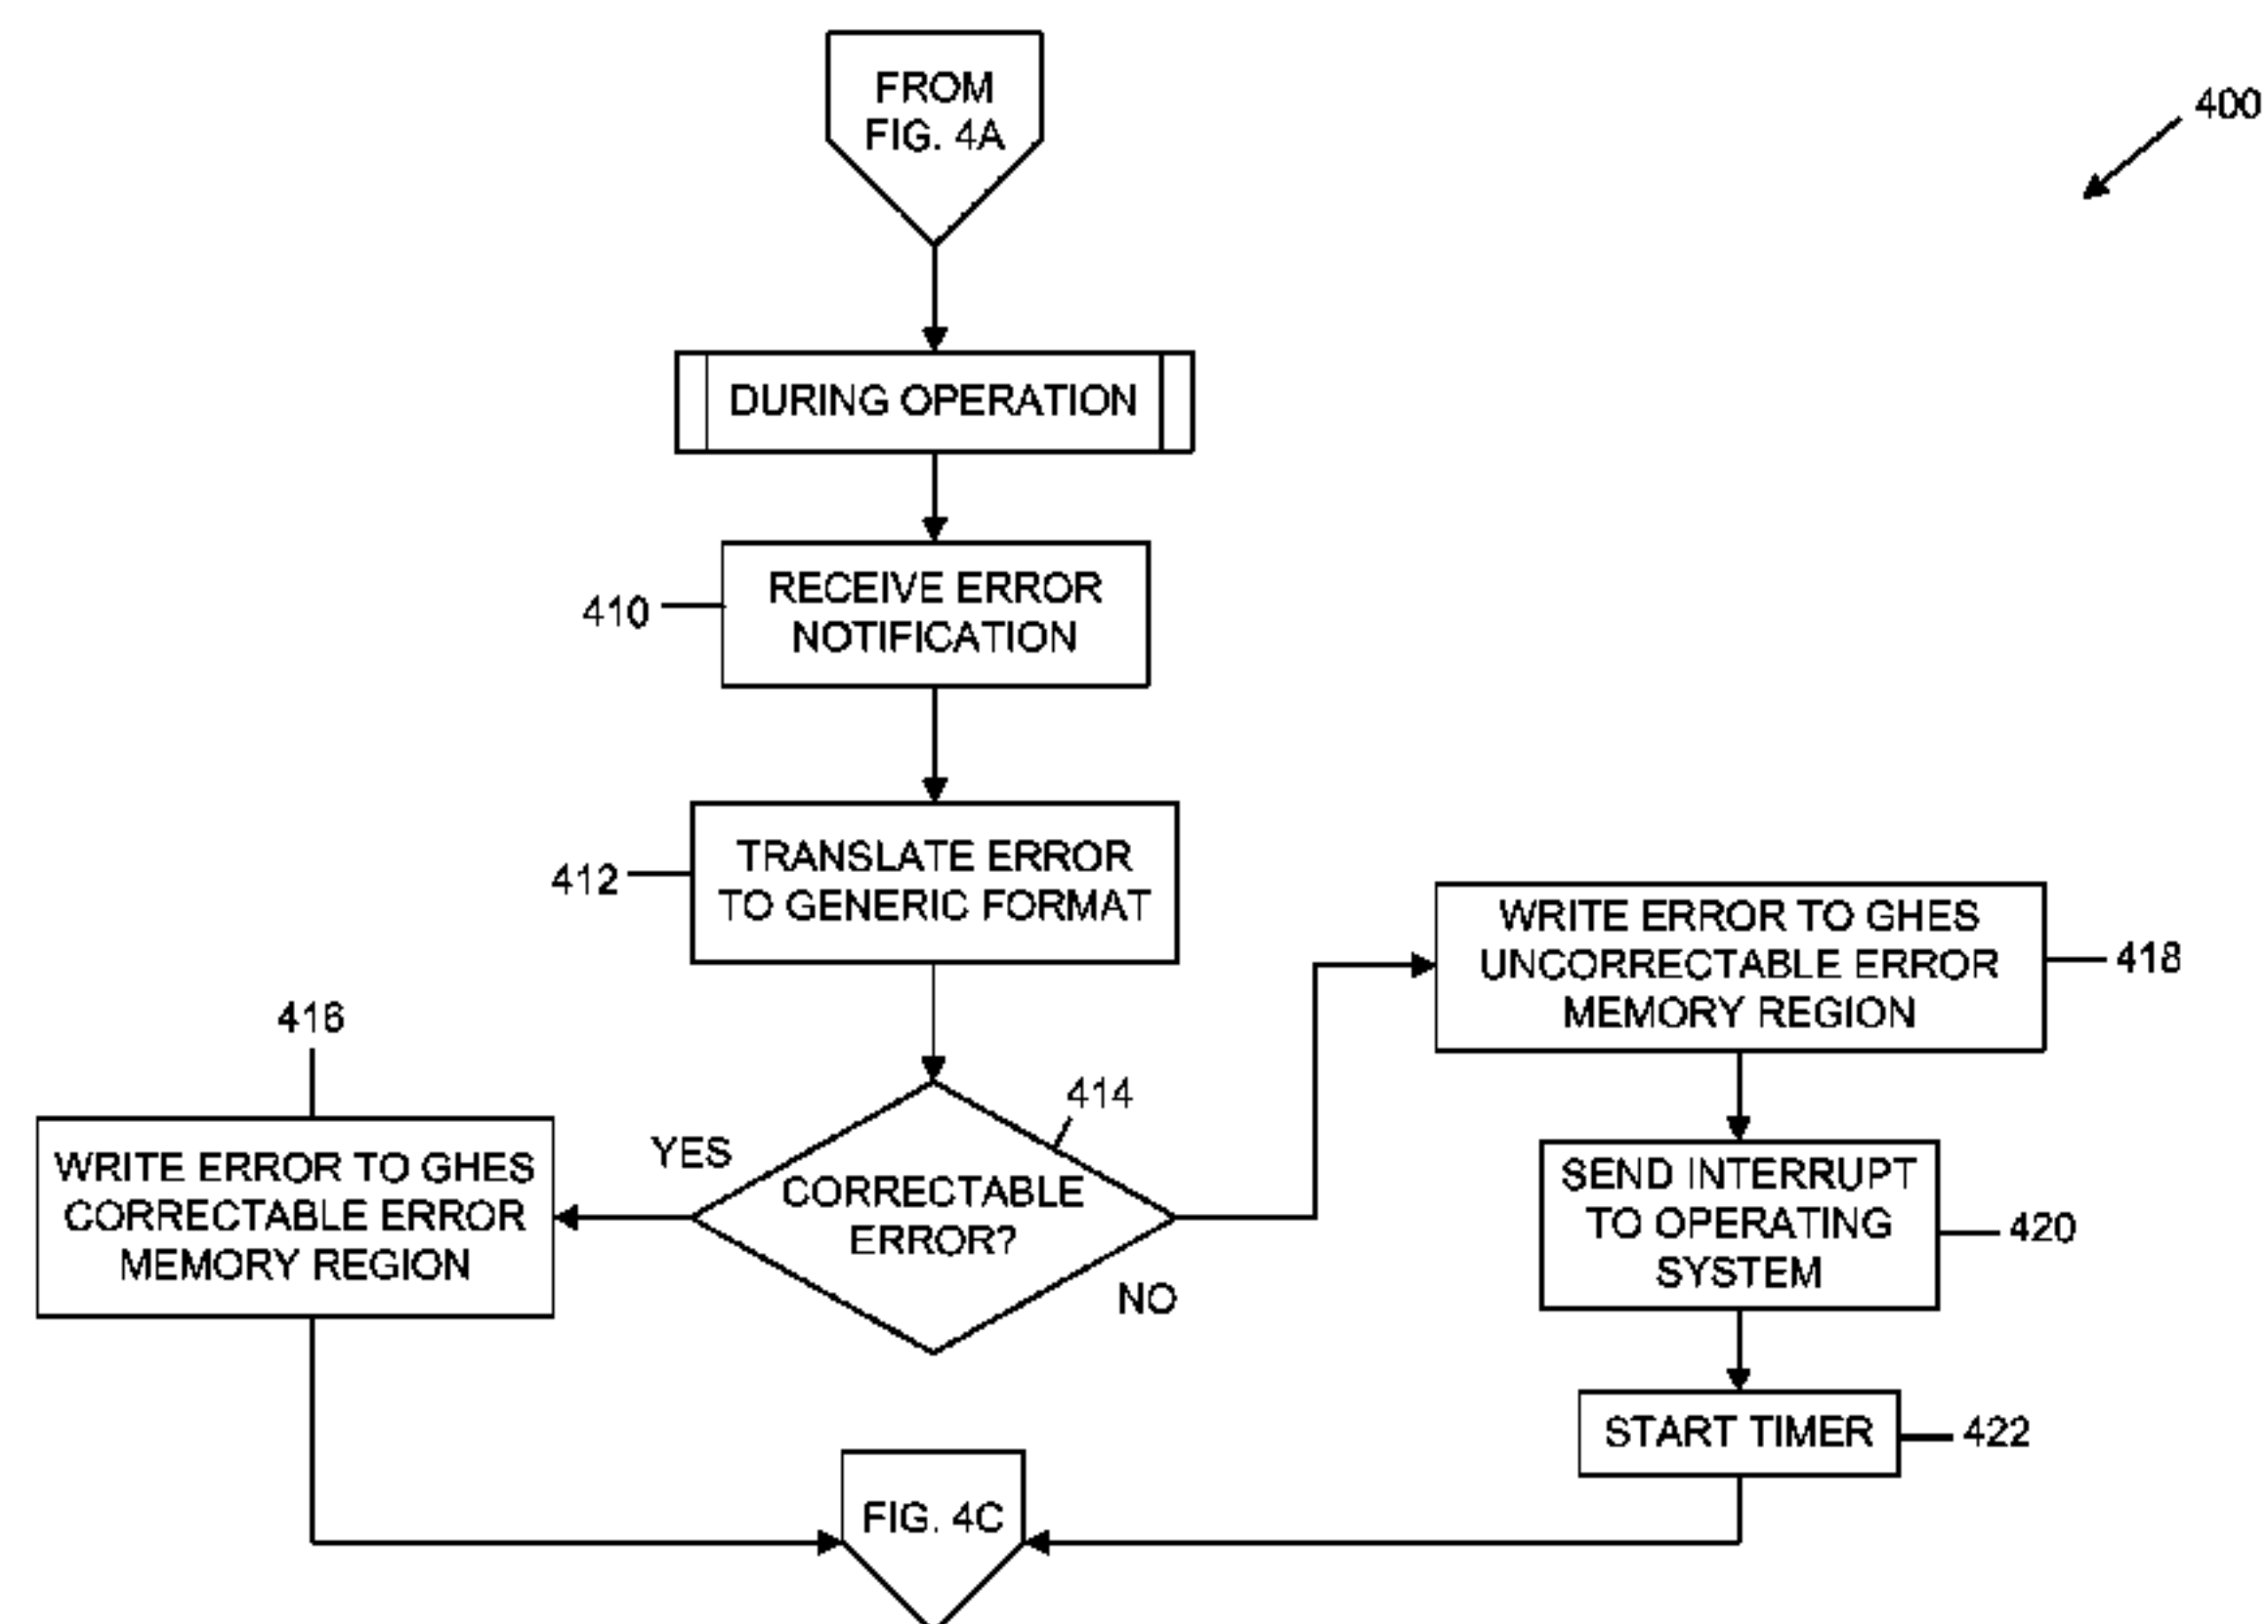 FROM
FIG. 4A
400
DURING OPERATION
410
RECEIVE ERROR
NOTIFICATION
412
TRANSLATE ERROR
TO GENERIC FORMAT
WRITE ERROR TO GHES
UNCORRECTABLE ERROR
MEMORY REGION
418
416
414
YES
WRITE ERROR TO GHES
CORRECTABLE ERROR
MEMORY REGION
CORRECTABLE
ERROR?
NO
SEND INTERRUPT
TO OPERATING
SYSTEM
420
START TIMER
422
FIG. 4C